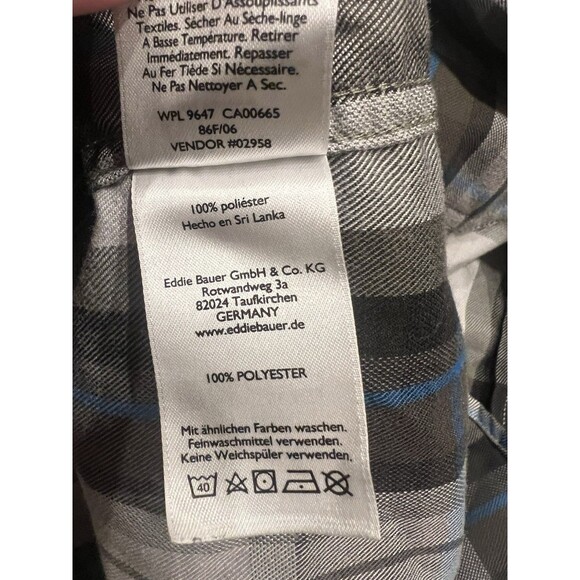 Ne Pas Utiliser D'Assouplissants
Textiles. Sécher Au Sèche-linge
A Basse Température. Retirer
Immédiatement. Repasser
Au Fer Tiède Si Nécessaire.
Ne Pas Nettoyer A Sec.
WPL 9647 CA00665
86F/06
VENDOR #02958
100% poliéster
Hecho en Sri Lanka
Eddie Bauer GmbH & Co. KG
Rotwandweg 3a
82024 Taufkirchen
GERMANY
www.eddiebauer.de
100% POLYESTER
Mit ähnlichen Farben waschen.
Feinwaschmittel verwenden.
Keine Weichspüler verwenden.
40